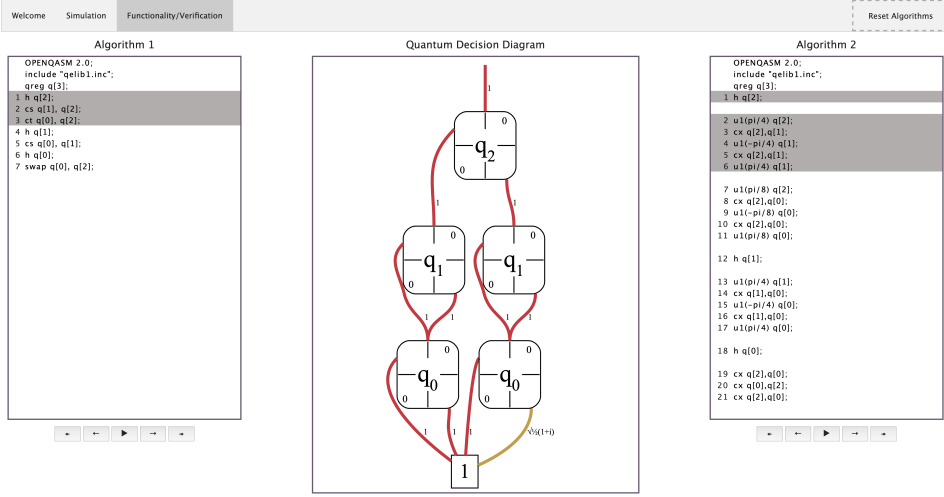 Welcome Simulation Functionality/Verification Reset Algorithms
Algorithm 1
OPENQASM 2.0;
include "qelib1.inc";
qreg q[3];
1 h q[2];
2 cs q[1], q[2];
3 ct q[0], q[2];
4 h q[1];
5 cs q[0], q[1];
6 h q[0];
7 swap q[0], q[2];
Quantum Decision Diagram
1
0
q2
0
1
1
0
0
q1
q1
0
0
1
1
1
1
0
0
q0
q0
0
0
1
1
1
√½(1+i)
1
Algorithm 2
OPENQASM 2.0;
include "qelib1.inc";
qreg q[3];
1 h q[2];
2 u1(pi/4) q[2];
3 cx q[2],q[1];
4 u1(-pi/4) q[1];
5 cx q[2],q[1];
6 u1(pi/4) q[1];
7 u1(pi/8) q[2];
8 cx q[2],q[0];
9 u1(-pi/8) q[0];
10 cx q[2],q[0];
11 u1(pi/8) q[0];
12 h q[1];
13 u1(pi/4) q[1];
14 cx q[1],q[0];
15 u1(-pi/4) q[0];
16 cx q[1],q[0];
17 u1(pi/4) q[0];
18 h q[0];
19 cx q[2],q[0];
20 cx q[0],q[2];
21 cx q[2],q[0];